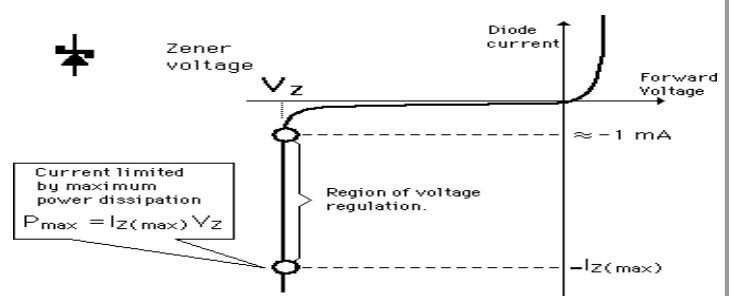 Diode
current
Zener
voltage
Vz
Forward
Voltage
≈-1 mA
Current limited
by maximum
power dissipation
Pmax = Iz(max) Vz
Region of voltage
regulation.
-Iz(max)